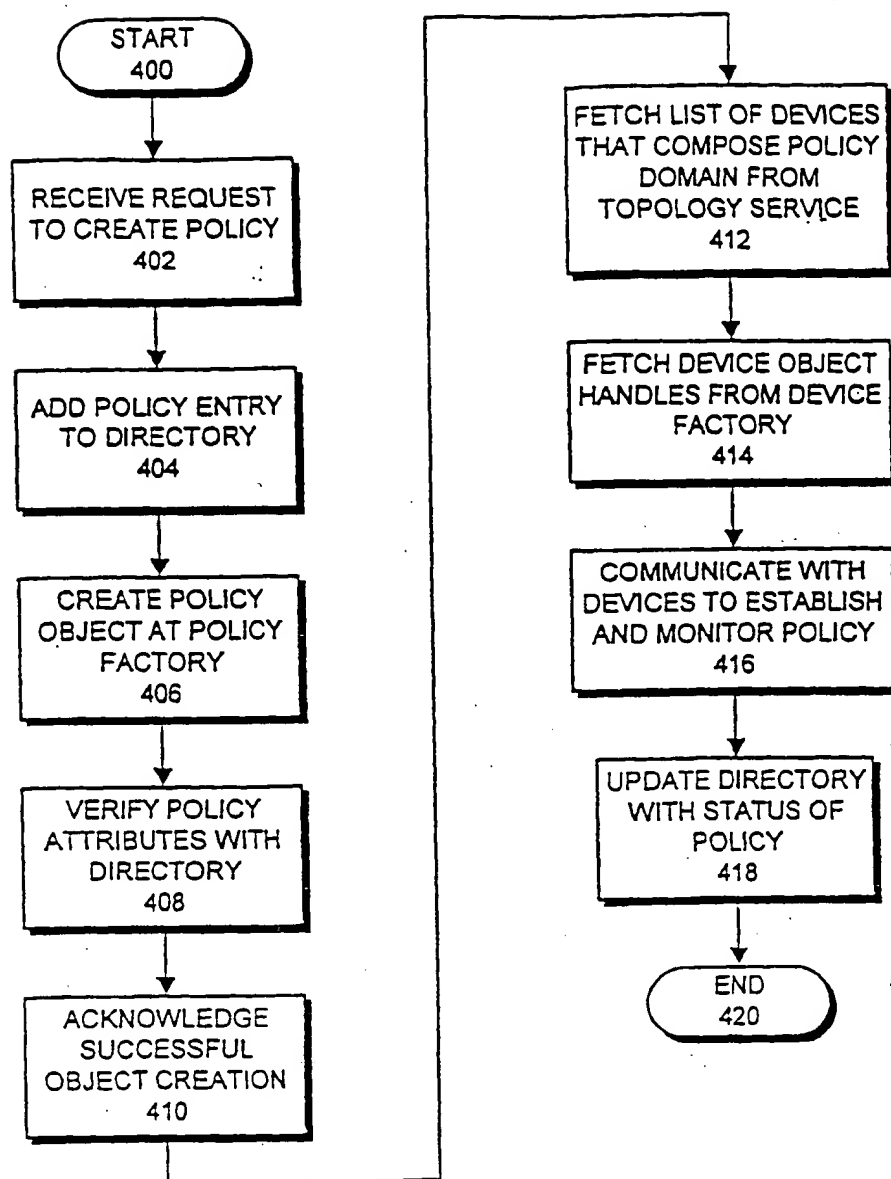 START
400
RECEIVE REQUEST
TO CREATE POLICY
402
ADD POLICY ENTRY
TO DIRECTORY
404
CREATE POLICY
OBJECT AT POLICY
FACTORY
406
VERIFY POLICY
ATTRIBUTES WITH
DIRECTORY
408
ACKNOWLEDGE
SUCCESSFUL
OBJECT CREATION
410
FETCH LIST OF DEVICES
THAT COMPOSE POLICY
DOMAIN FROM
TOPOLOGY SERVICE
412
FETCH DEVICE OBJECT
HANDLES FROM DEVICE
FACTORY
414
COMMUNICATE WITH
DEVICES TO ESTABLISH
AND MONITOR POLICY
416
UPDATE DIRECTORY
WITH STATUS OF
POLICY
418
END
420